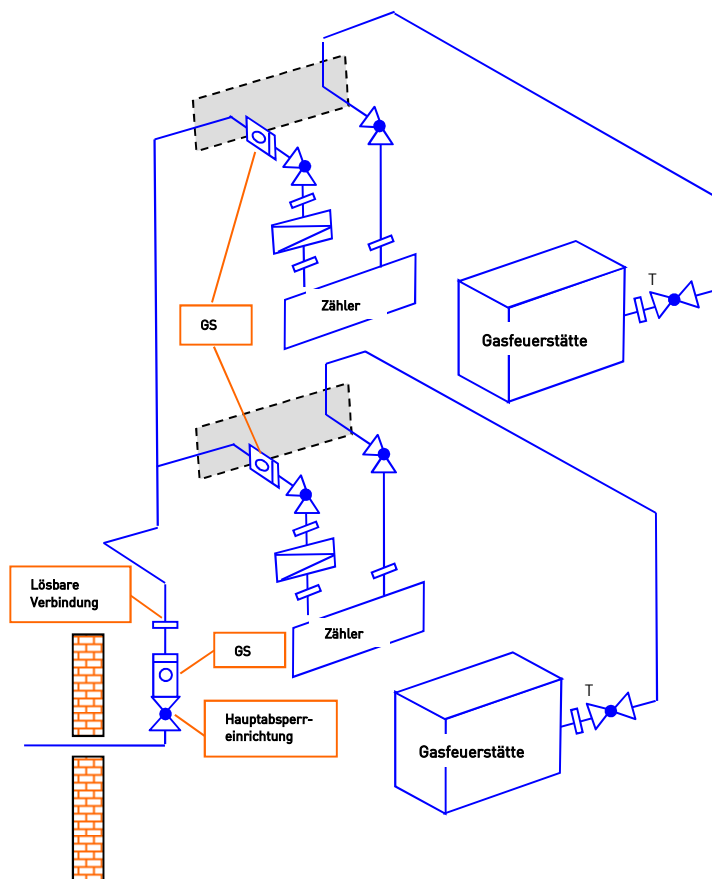 T
Zähler
GS
Gasfeuerstätte
Lösbare
Verbindung
Zähler
GS
T
Hauptabsperr-
einrichtung
Gasfeuerstätte